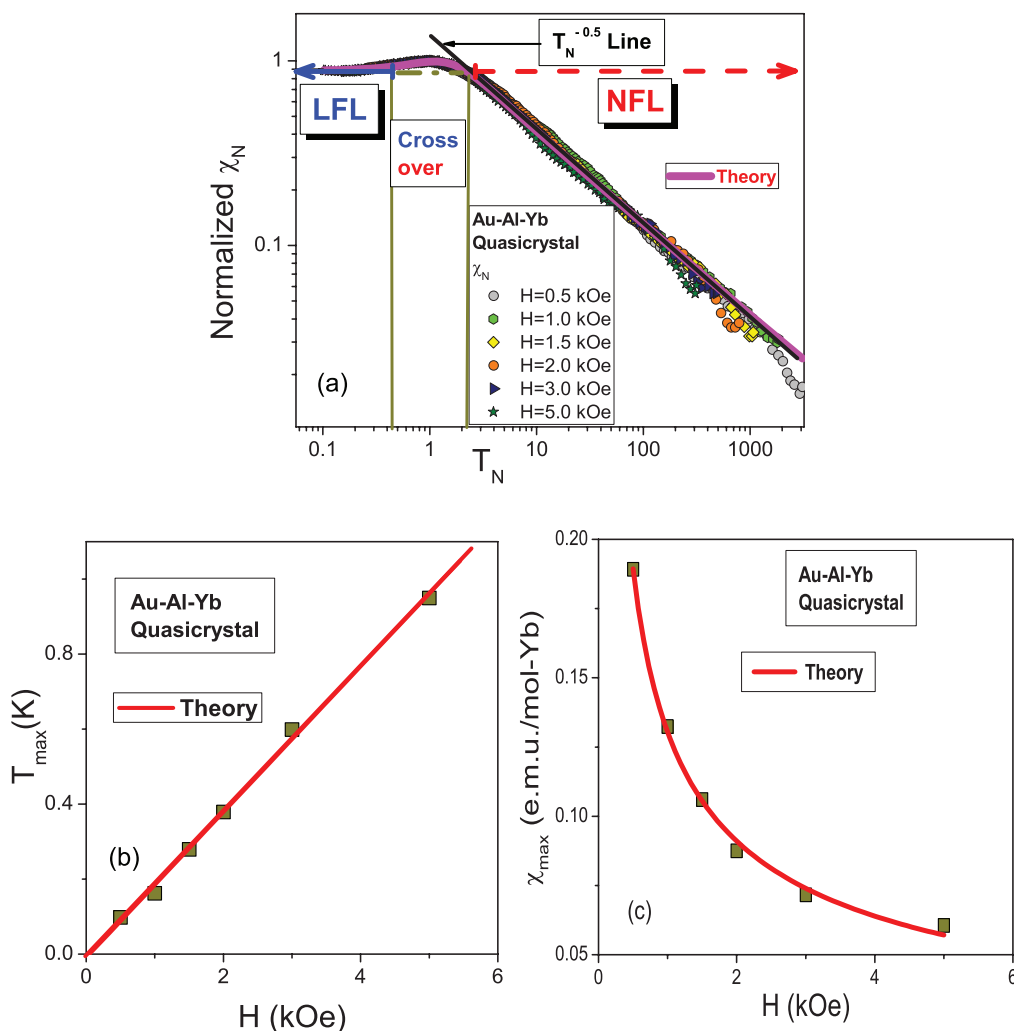 T_N^-0.5 Line
1
LFL
NFL
Cross
over
Theory
Au-Al-Yb
Quasicrystal
χ_N
H=0.5 kOe
H=1.0 kOe
H=1.5 kOe
H=2.0 kOe
H=3.0 kOe
H=5.0 kOe
0.1
Normalized χ_N
(a)
0.1 1 10 100 1000
T_N
Au-Al-Yb
Quasicrystal
Theory
0.8
0.4
0.0
T_max(K)
(b)
0 2 4 6
H (kOe)
0.20
Au-Al-Yb
Quasicrystal
Theory
0.15
0.10
0.05
χ_max (e.m.u./mol-Yb)
(c)
0 2 4 6
H (kOe)